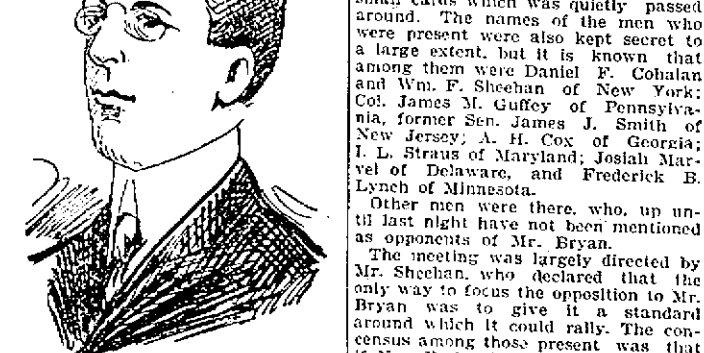 small cards which was quietly passed
around. The names of the men who
were present were also kept secret to
a large extent, but it is known that
among them were Daniel F. Cohalan
and Wm. F. Sheehan of New York;
Col. James M. Guffey of Pennsylva-
nia, former Sen. James J. Smith of
New Jersey; A. H. Cox of Georgia;
I. L. Straus of Maryland; Josiah Mar-
vel of Delaware, and Frederick B.
Lynch of Minnesota.
Other men were there, who, up un-
til last night have not been mentioned
as opponents of Mr. Bryan.
The meeting was largely directed by
Mr. Sheehan, who declared that the
only way to focus the opposition to Mr.
Bryan was to give it a standard
around which it could rally. The con-
census among those present was that